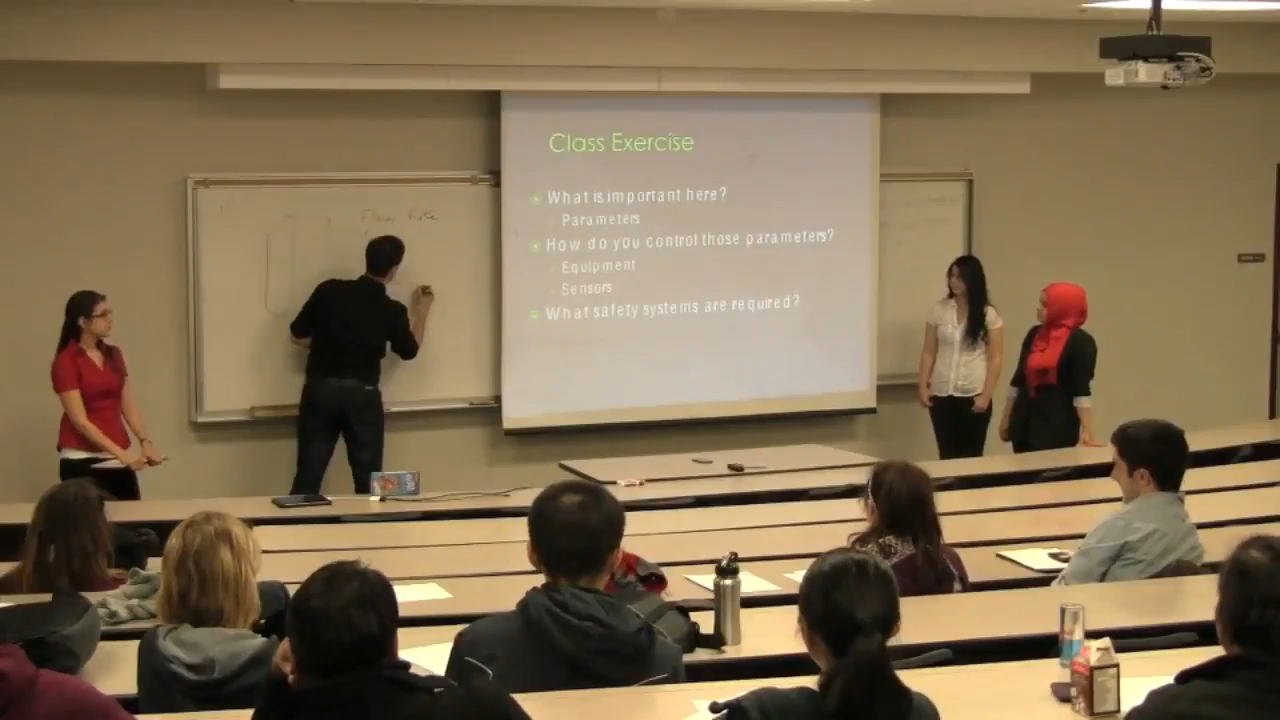 Flow Rate
Class Exercise
What is important here?
Parameters
How do you control those parameters?
Equipment
Sensors
What safety systems are required?